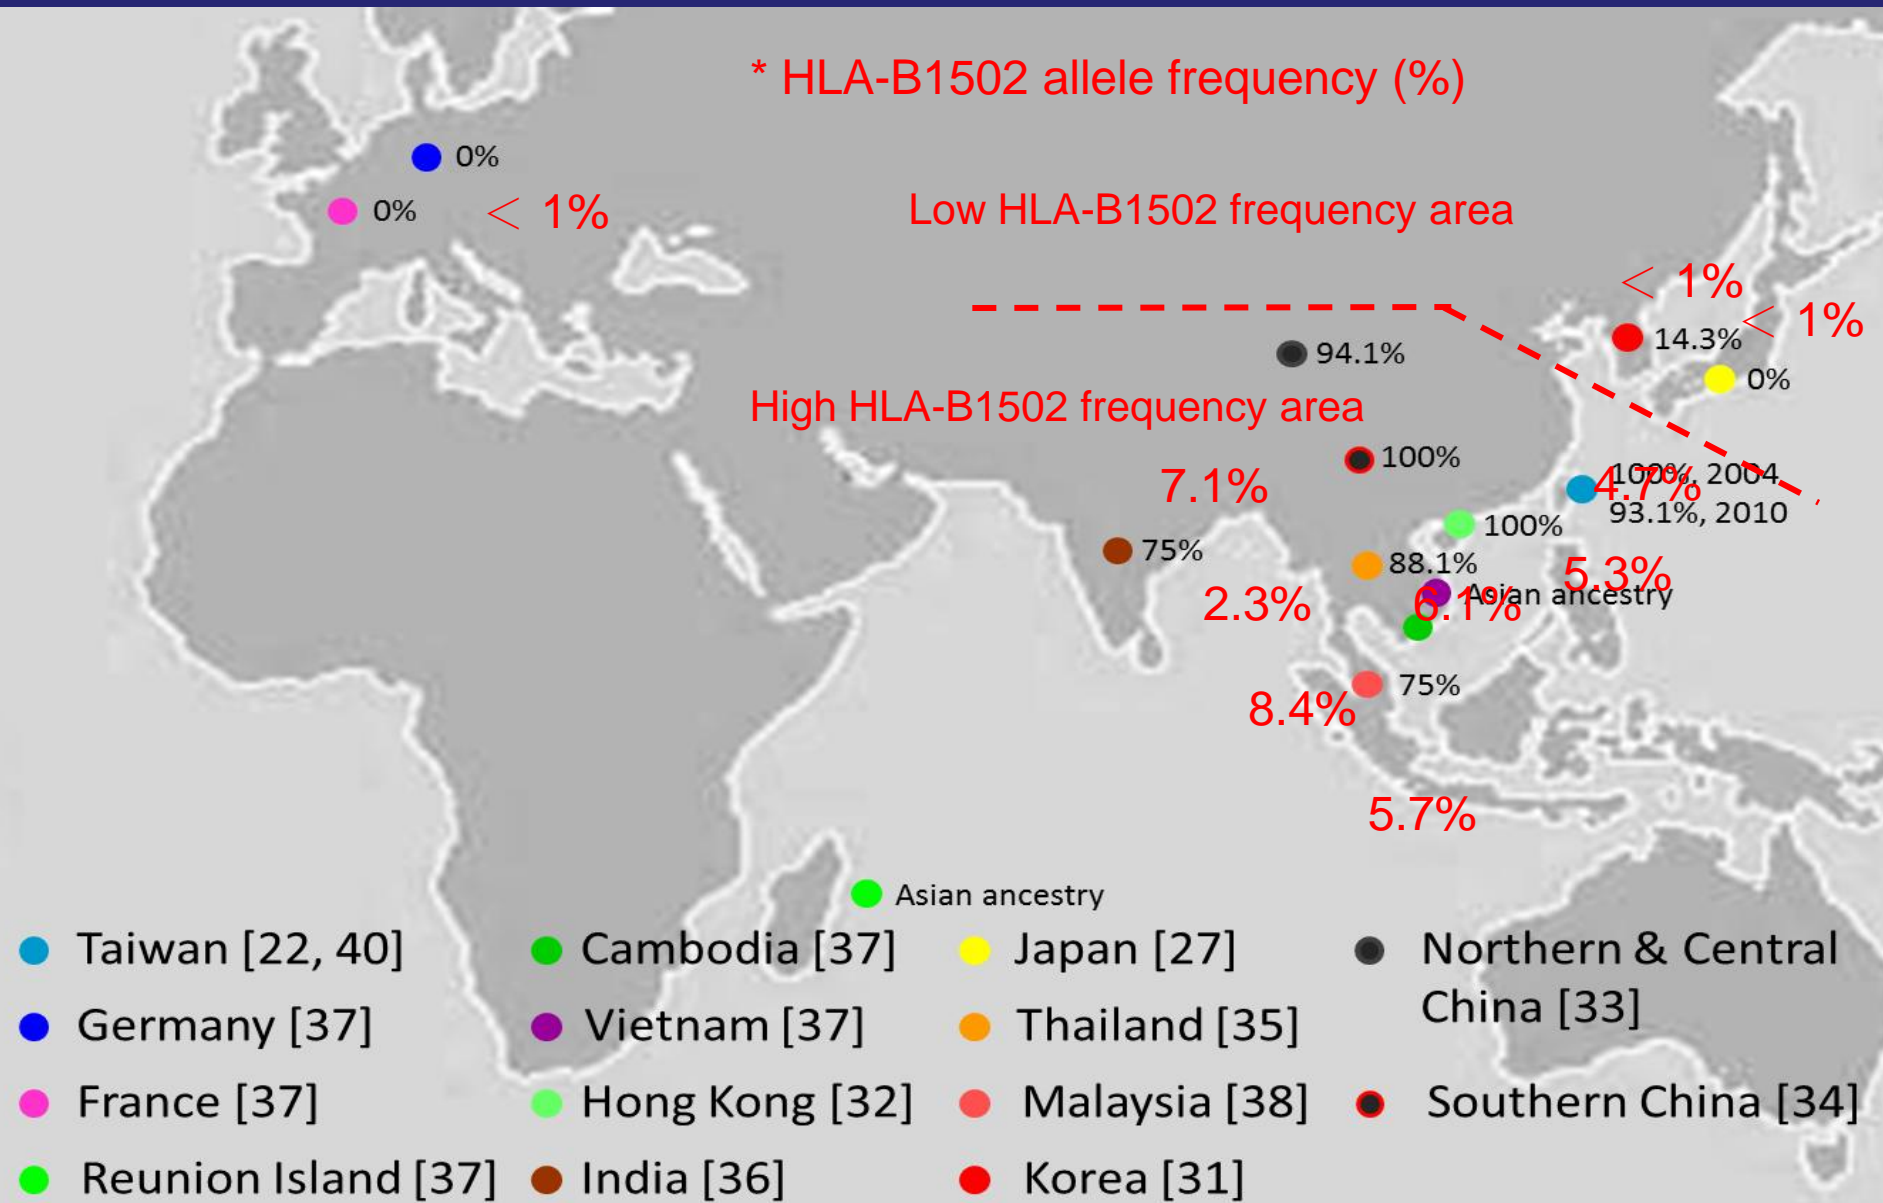 * HLA-B1502 allele frequency (%)
0%
0%
< 1%
Low HLA-B1502 frequency area
< 1%
< 1%
14.3%
94.1%
0%
High HLA-B1502 frequency area
100%
7.1%
100%, 2004
4.7%
93.1%, 2010
100%
75%
88.1%
5.3%
2.3%
6.1%
Asian ancestry
75%
8.4%
5.7%
Asian ancestry
Taiwan [22, 40]
Germany [37]
France [37]
Reunion Island [37]
Cambodia [37]
Vietnam [37]
Hong Kong [32]
India [36]
Japan [27]
Thailand [35]
Malaysia [38]
Korea [31]
Northern & Central
China [33]
Southern China [34]